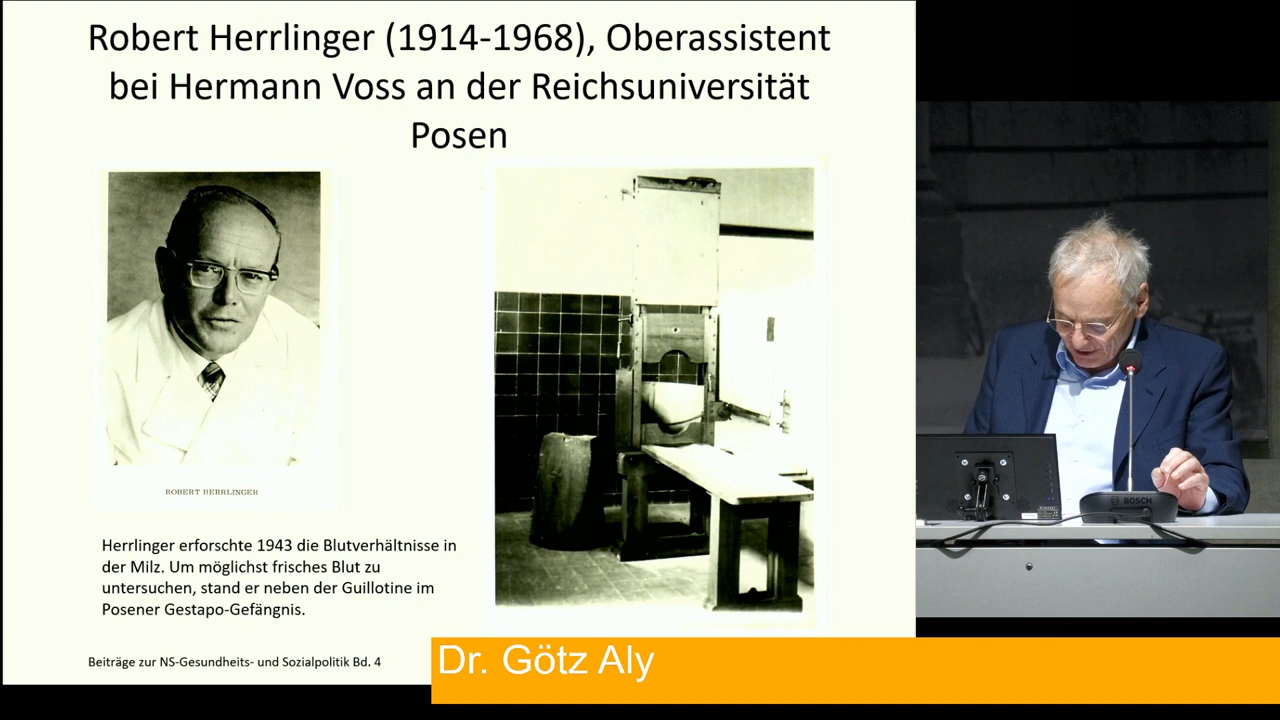 Robert Herrlinger (1914-1968), Oberassistent
bei Hermann Voss an der Reichsuniversität
Posen
ROBERT HERRLINGER
Herrlinger erforschte 1943 die Blutverhältnisse in
der Milz. Um möglichst frisches Blut zu
untersuchen, stand er neben der Guillotine im
Posener Gestapo-Gefängnis.
Beiträge zur NS-Gesundheits- und Sozialpolitik Bd. 4
Dr. Götz Aly
BOSCH